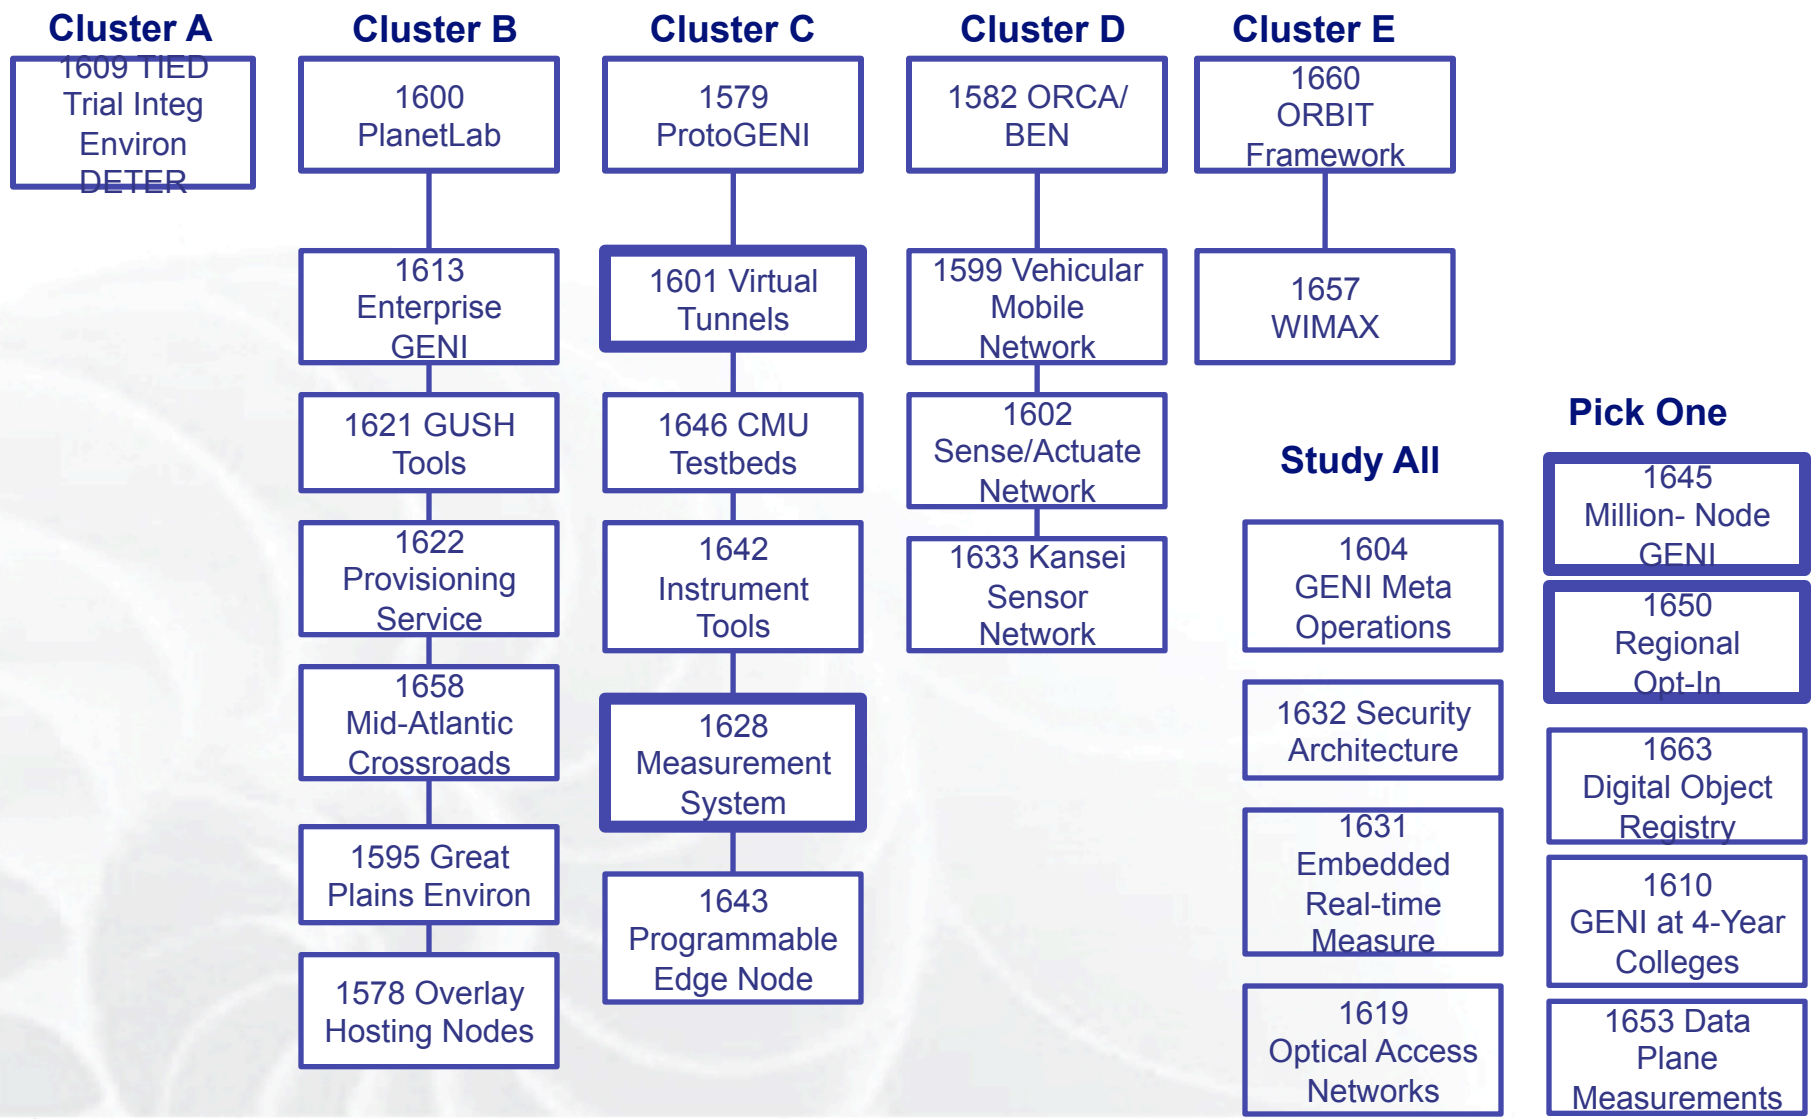 Cluster A
1609 TIED
Trial Integ
Environ
DETER
Cluster B
1600
PlanetLab
1613
Enterprise
GENI
1621 GUSH
Tools
1622
Provisioning
Service
1658
Mid-Atlantic
Crossroads
1595 Great
Plains Environ
1578 Overlay
Hosting Nodes
Cluster C
1579
ProtoGENI
1601 Virtual
Tunnels
1646 CMU
Testbeds
1642
Instrument
Tools
1628
Measurement
System
1643
Programmable
Edge Node
Cluster D
1582 ORCA/
BEN
1599 Vehicular
Mobile
Network
1602
Sense/Actuate
Network
1633 Kansei
Sensor
Network
Cluster E
1660
ORBIT
Framework
1657
WIMAX
Study All
1604
GENI Meta
Operations
1632 Security
Architecture
1631
Embedded
Real-time
Measure
1619
Optical Access
Networks
Pick One
1645
Million- Node
GENI
1650
Regional
Opt-In
1663
Digital Object
Registry
1610
GENI at 4-Year
Colleges
1653 Data
Plane
Measurements